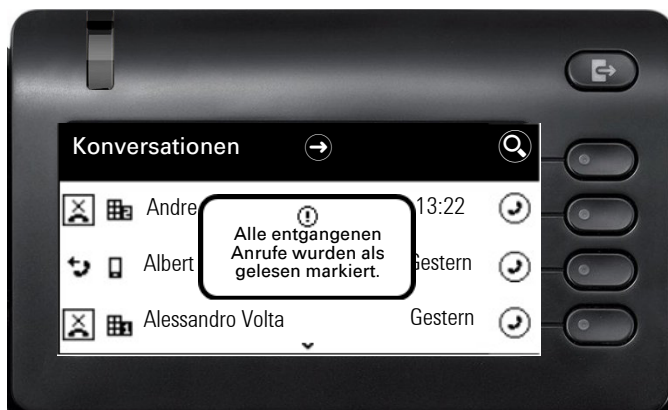 Konversationen
Andre 13:22
Alle entgangenen
Anrufe wurden als
gelesen markiert.
Albert Gestern
Alessandro Volta Gestern